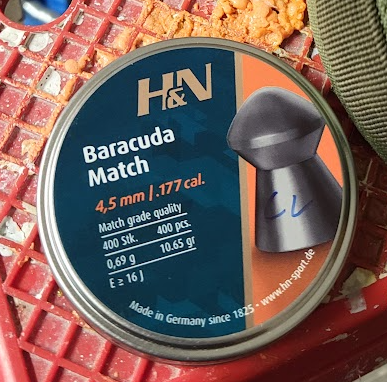 H&N
Baracuda
Match
4,5 mm / .177 cal.
Match grade quality
400 Stk. 400 pcs.
0,69 g 10.65 gr
E ≥ 16 J
CL
Made in Germany since 1825 · www.hn-sport.de